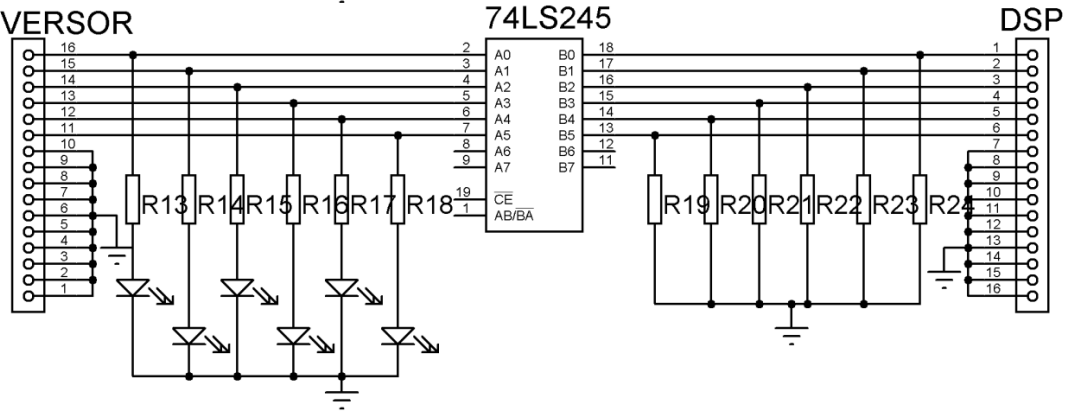 VERSOR 74LS245 DSP
16 2 A0 B0 18 1
15 3 A1 B1 17 2
14 4 A2 B2 16 3
13 5 A3 B3 15 4
12 6 A4 B4 14 5
11 7 A5 B5 13 6
10 8 A6 B6 12 7
9 9 A7 B7 11 8
8 9
7 19 CE 10
6 1 AB/BA 11
R13 R14 R15 R16 R17 R18 R19 R20 R21 R22 R23 R24
5 12
4 13
3 14
2 15
1 16